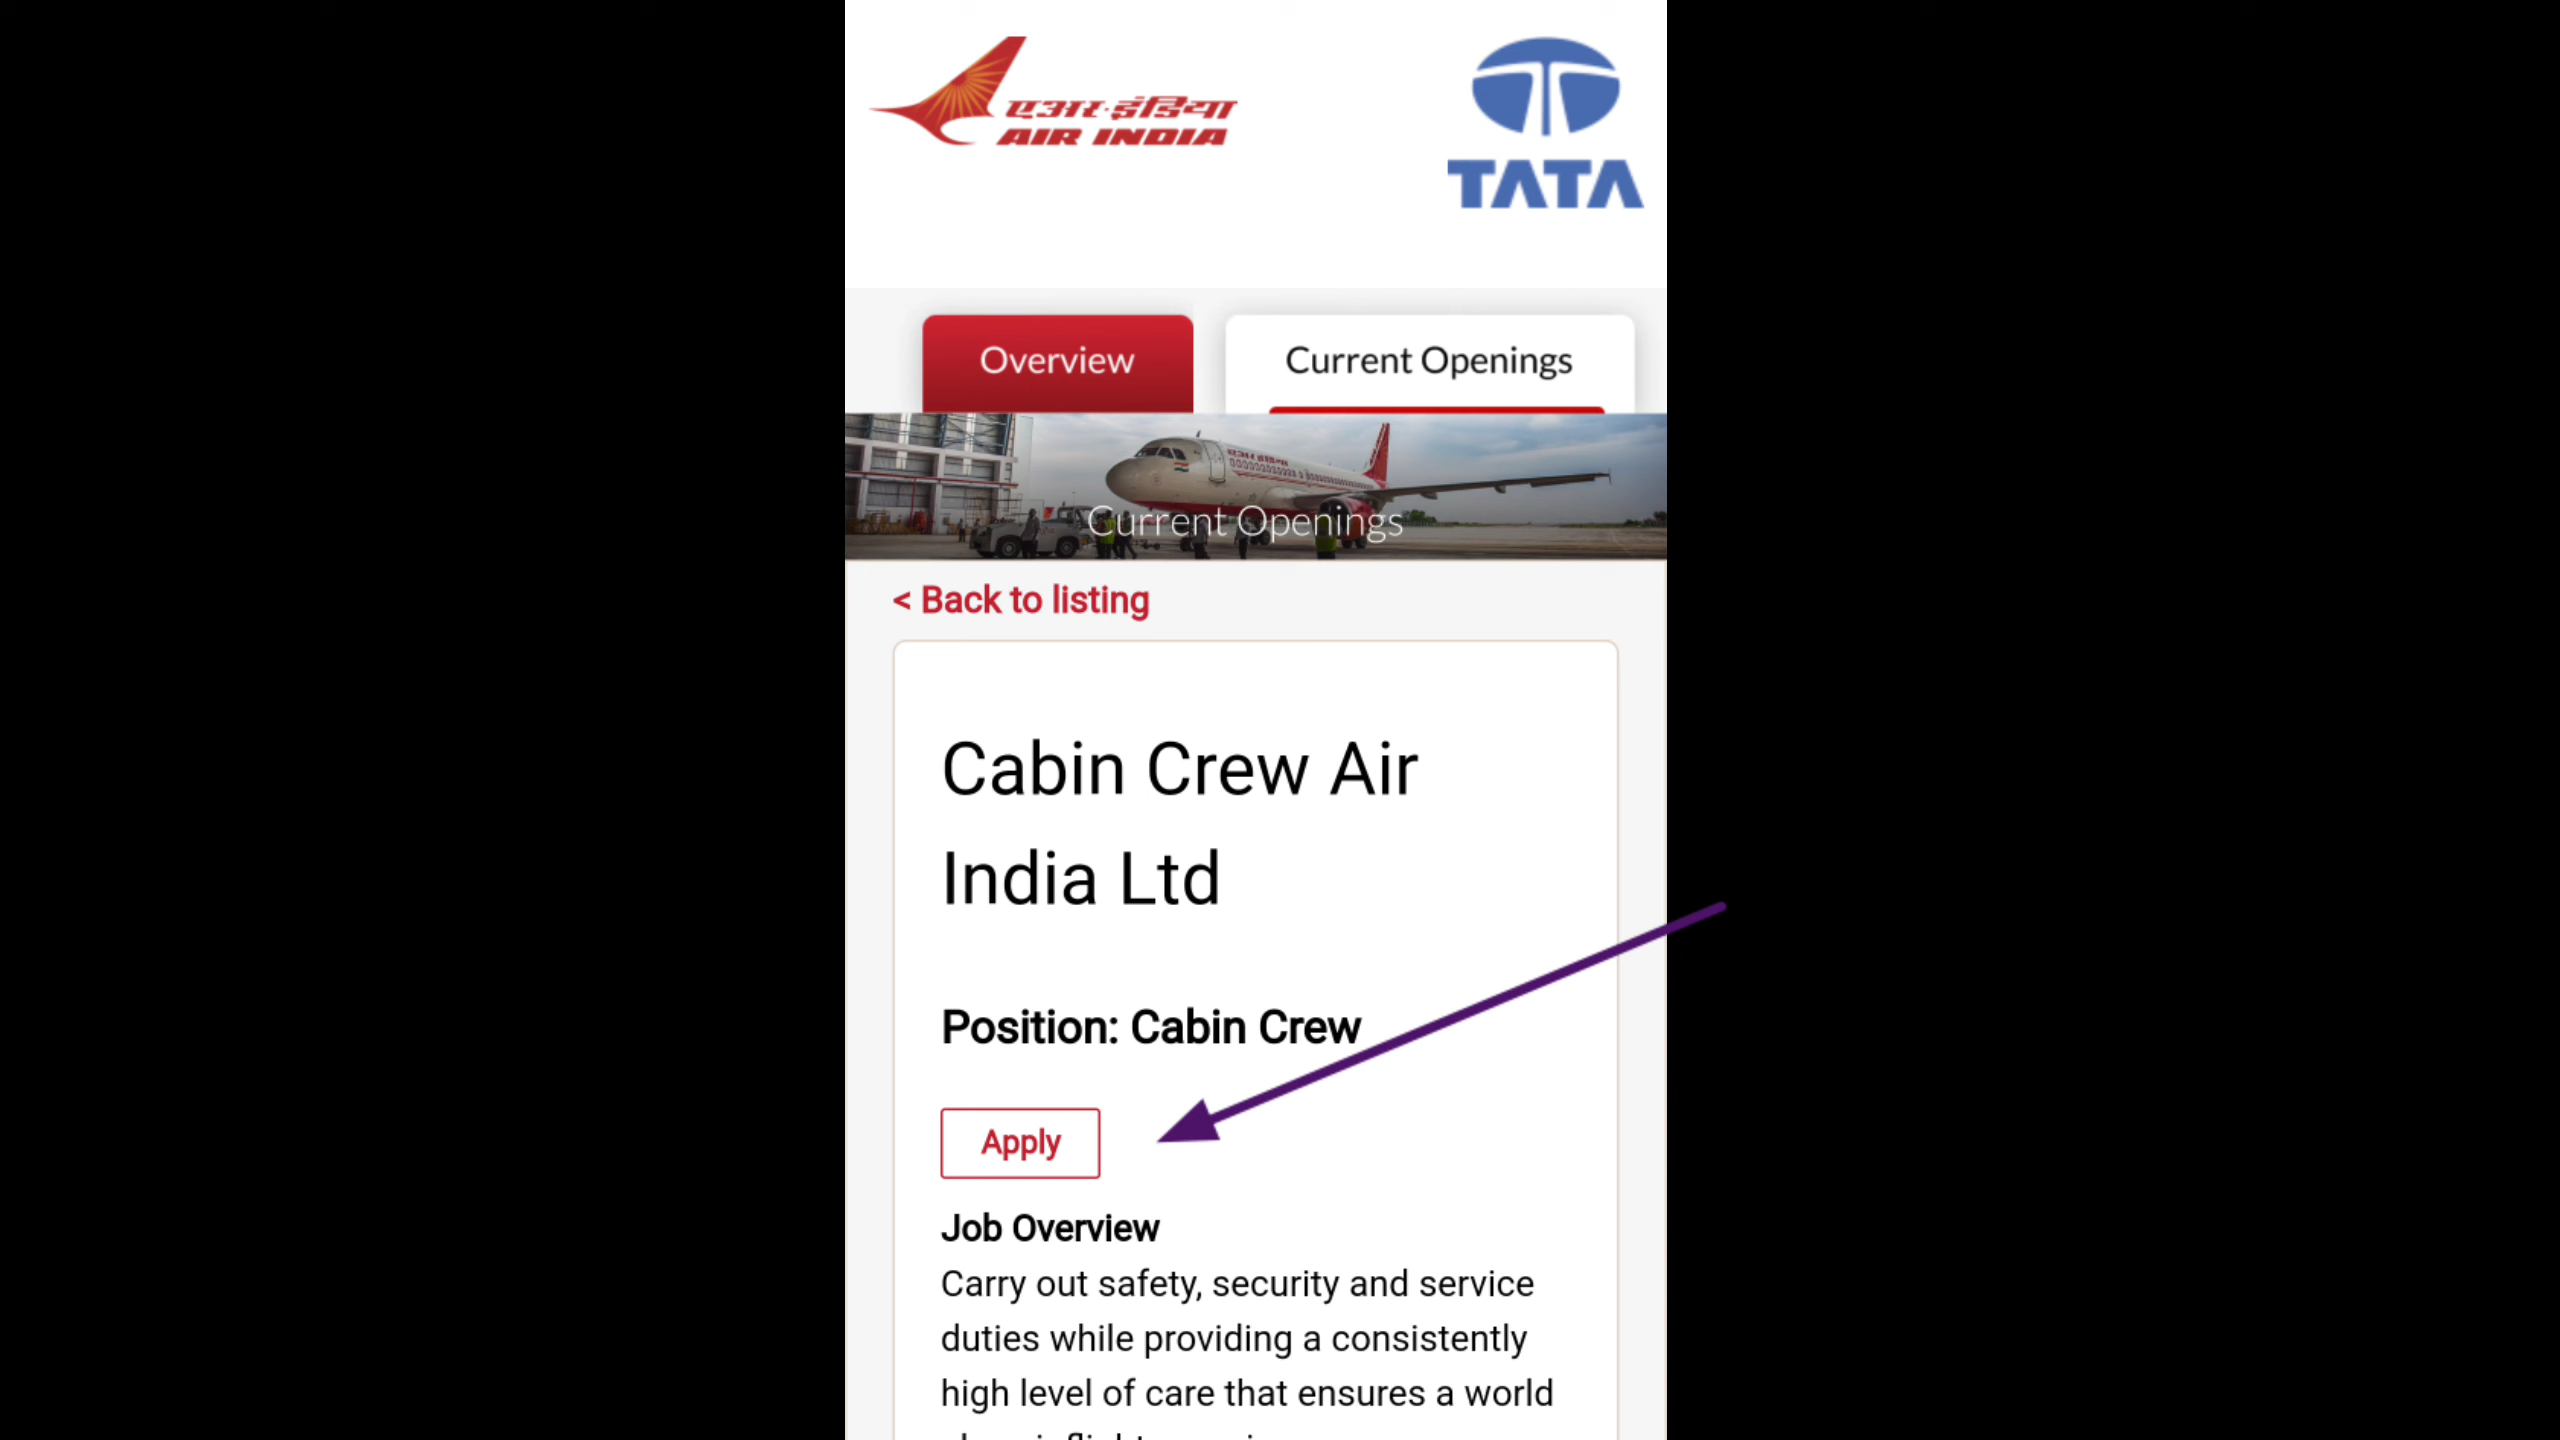 एअर इंडिया
AIR INDIA
TATA
Overview
Current Openings
Current Openings
< Back to listing
Cabin Crew Air
India Ltd
Position: Cabin Crew
Apply
Job Overview
Carry out safety, security and service
duties while providing a consistently
high level of care that ensures a world